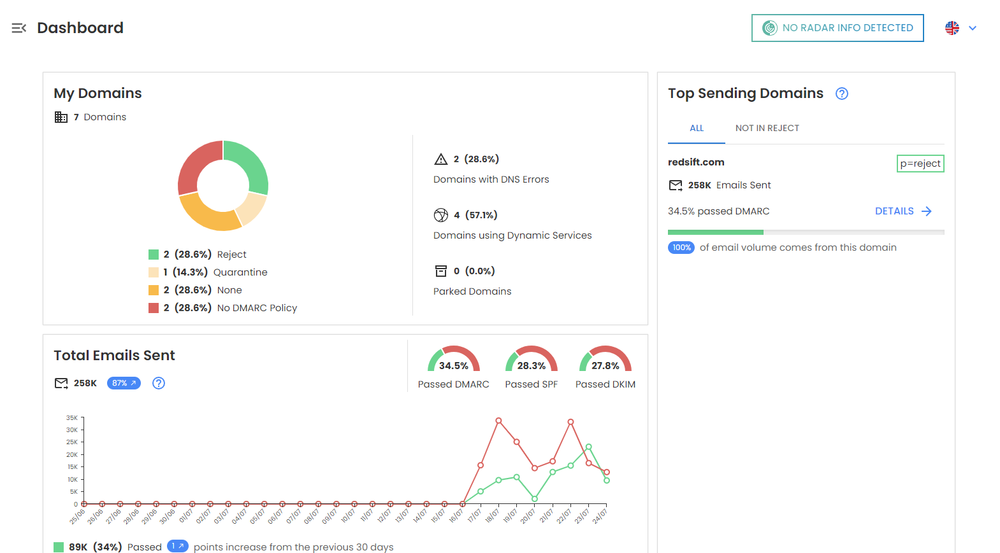 Dashboard
NO RADAR INFO DETECTED
My Domains
7 Domains
2 (28.6%) Reject
1 (14.3%) Quarantine
2 (28.6%) None
2 (28.6%) No DMARC Policy
2 (28.6%)
Domains with DNS Errors
4 (57.1%)
Domains using Dynamic Services
0 (0.0%)
Parked Domains
Top Sending Domains ?
ALL NOT IN REJECT
redsift.com p=reject
258K Emails Sent
34.5% passed DMARC DETAILS →
100% of email volume comes from this domain
Total Emails Sent
258K 87% ↗ ?
34.5% 28.3% 27.8%
Passed DMARC Passed SPF Passed DKIM
35K
30K
25K
20K
15K
10K
5K
0
25/06 26/06 27/06 28/06 29/06 30/06 01/07 02/07 03/07 04/07 05/07 06/07 07/07 08/07 09/07 10/07 11/07 12/07 13/07 14/07 15/07 16/07 17/07 18/07 19/07 20/07 21/07 22/07 23/07 24/07
89K (34%) Passed 1 ↗ points increase from the previous 30 days